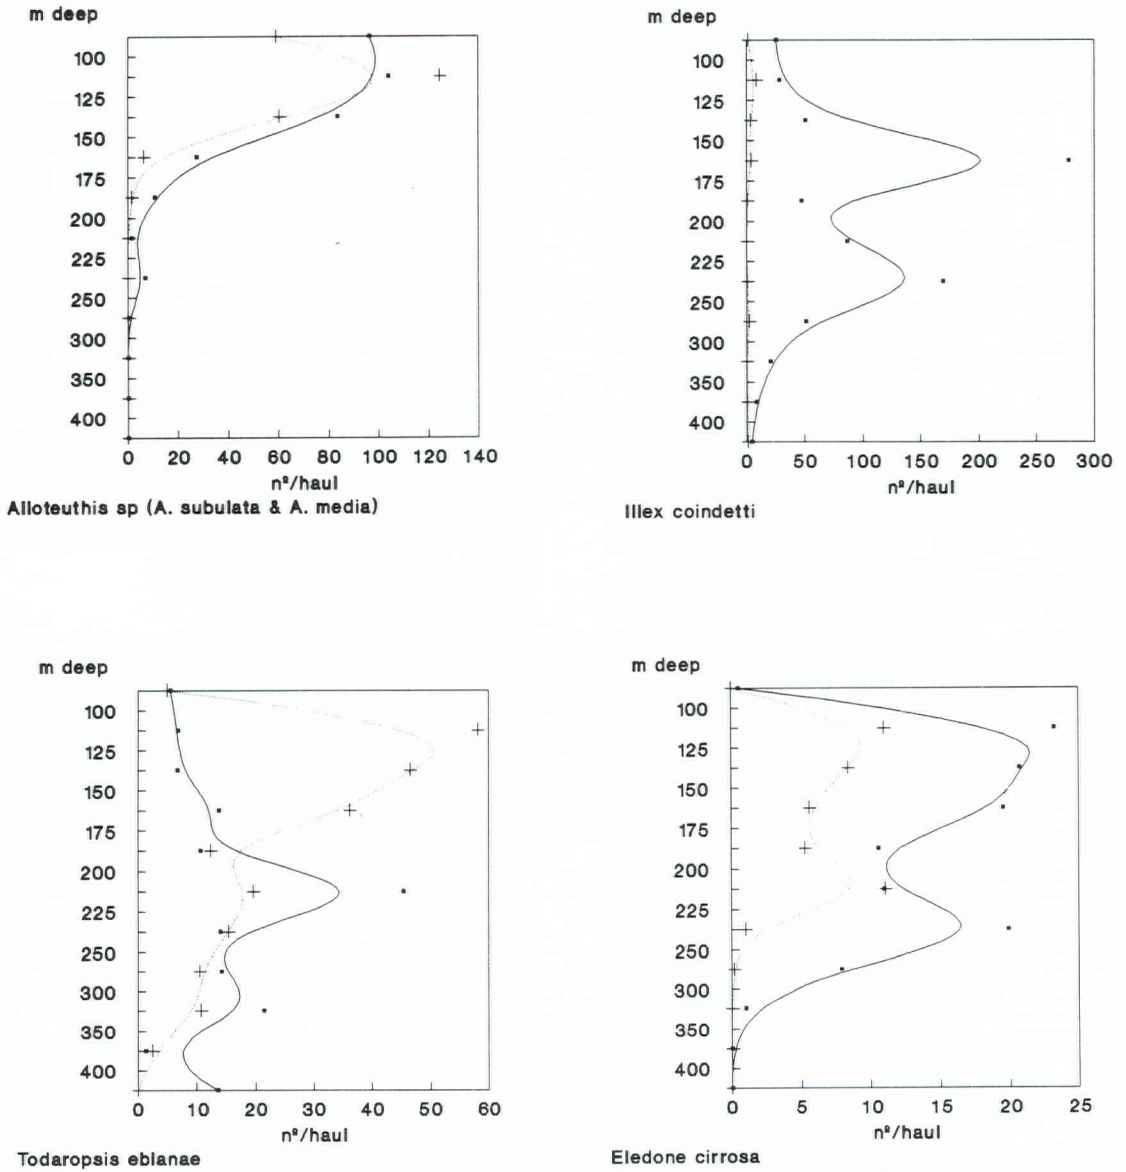 m deep
100
125
150
175
200
225
250
300
350
400
0 20 40 60 80 100 120 140
nº/haul
Alloteuthis sp (A. subulata & A. media)
m deep
100
125
150
175
200
225
250
300
350
400
0 50 100 150 200 250 300
nº/haul
Illex coindetti
m deep
100
125
150
175
200
225
250
300
350
400
0 10 20 30 40 50 60
nº/haul
Todaropsis eblanae
m deep
100
125
150
175
200
225
250
300
350
400
0 5 10 15 20 25
nº/haul
Eledone cirrosa